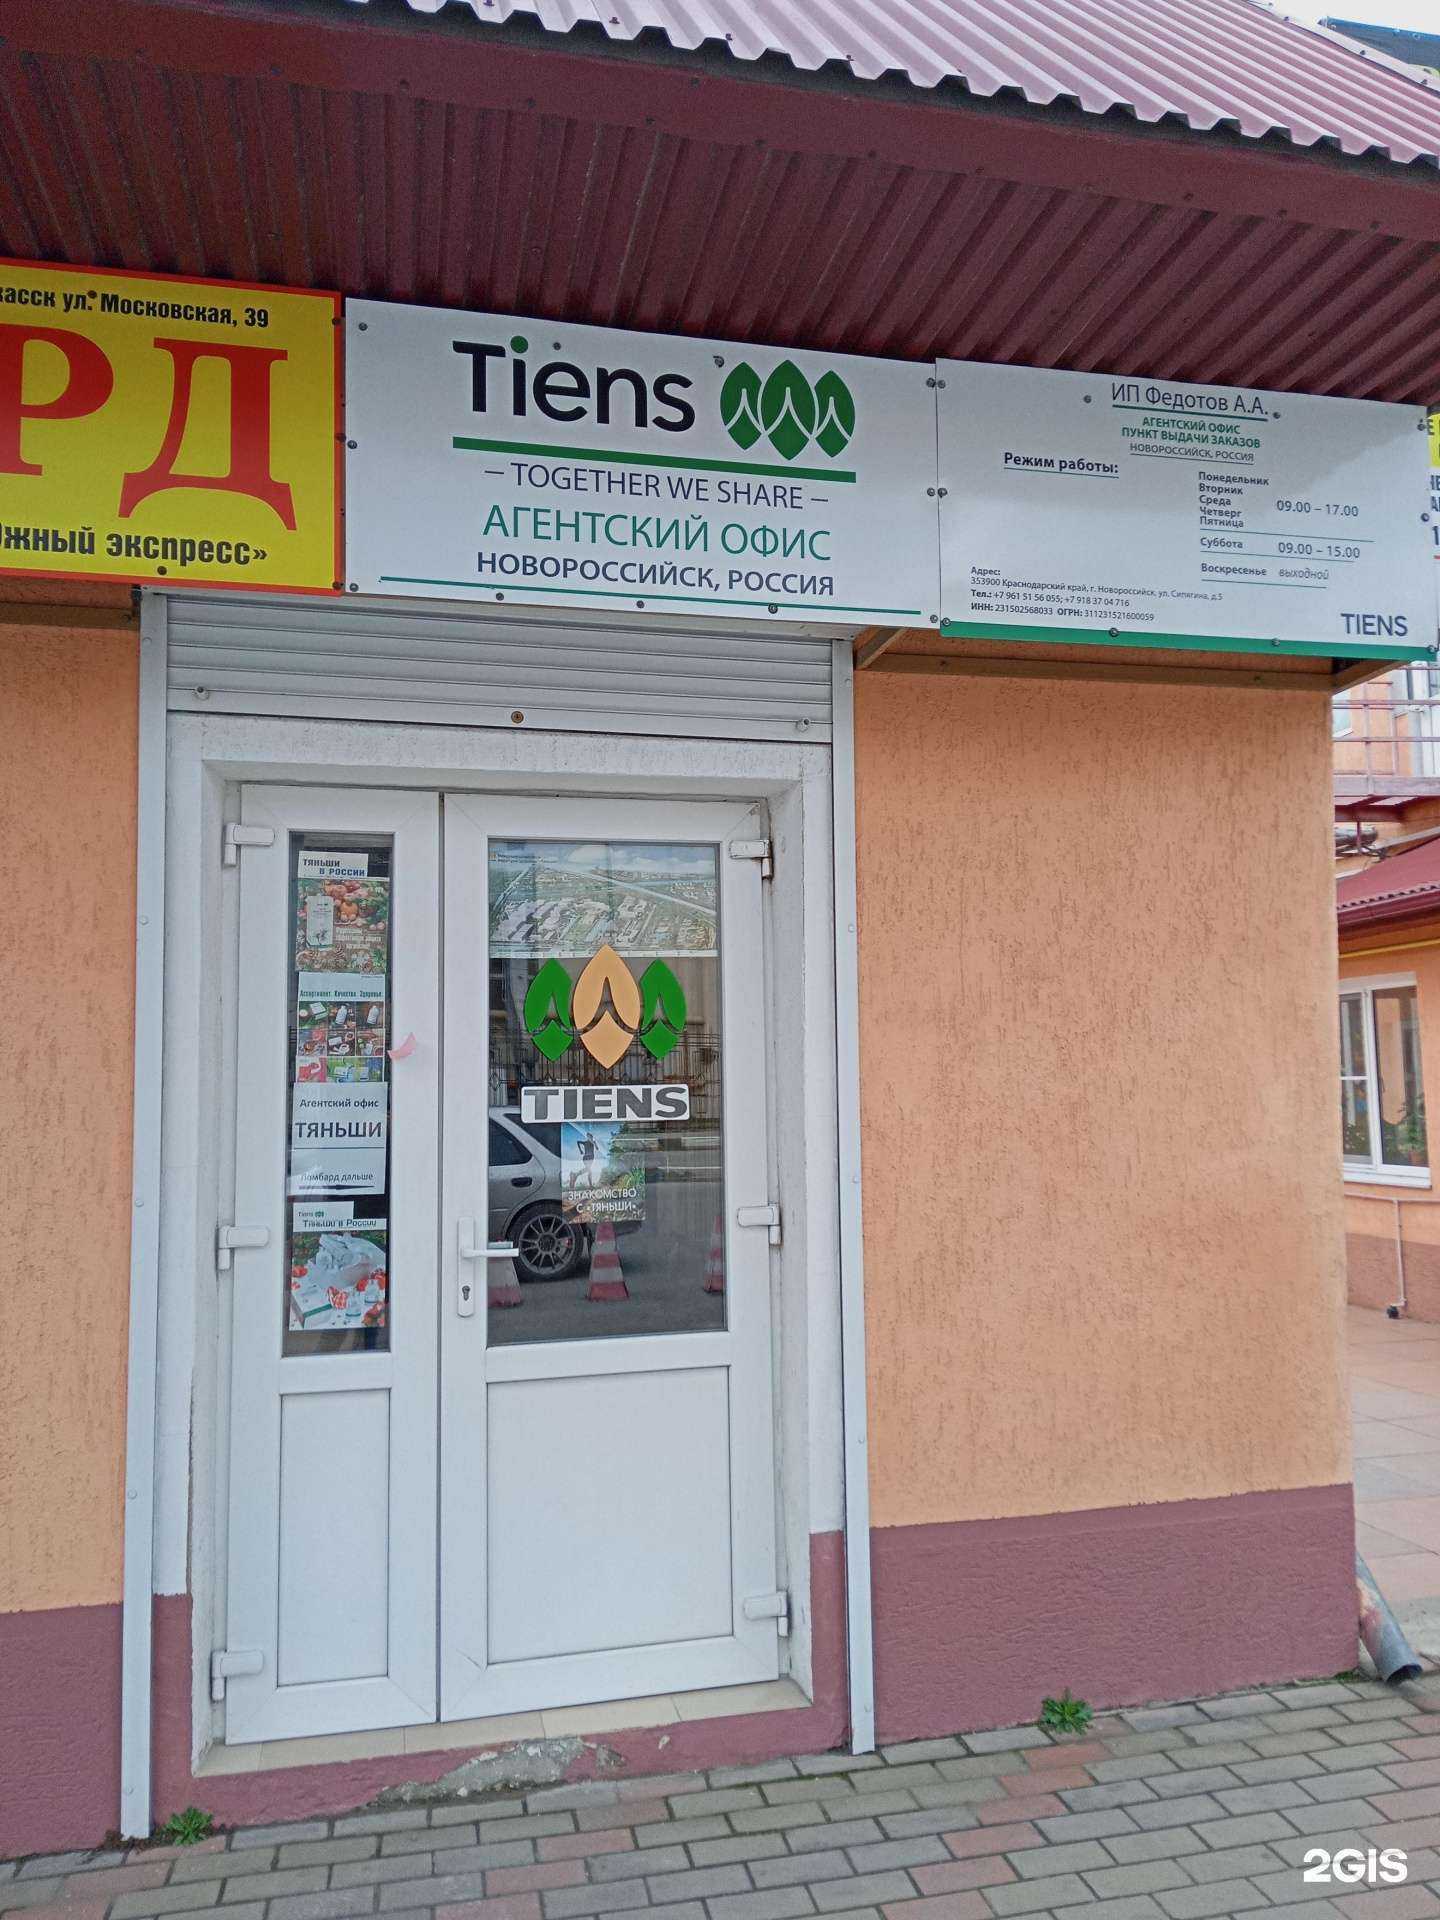 касск ул. Московская, 39
РД
Южный экспресс»
Tiens
– TOGETHER WE SHARE –
АГЕНТСКИЙ ОФИС
НОВОРОССИЙСК, РОССИЯ
ИП Федотов А.А.
АГЕНТСКИЙ ОФИС
ПУНКТ ВЫДАЧИ ЗАКАЗОВ
НОВОРОССИЙСК, РОССИЯ
Режим работы:
Понедельник
Вторник
Среда
Четверг
Пятница
09.00 – 17.00
Суббота 09.00 – 15.00
Воскресенье выходной
Адрес:
353900 Краснодарский край, г. Новороссийск, ул. Сипягина, д.5
Тел.: +7 961 51 56 055; +7 918 37 04 716
ИНН: 231502568033 ОГРН: 311231521600059
TIENS
ТЯНЬШИ
В РОССИИ
Ассортимент. Качество. Здоровье.
Агентский офис
ТЯНЬШИ
Ломбард дальше
Tiens
Тяньши в России
TIENS
ЗНАКОМСТВО
С «ТЯНЬШИ»
2GIS